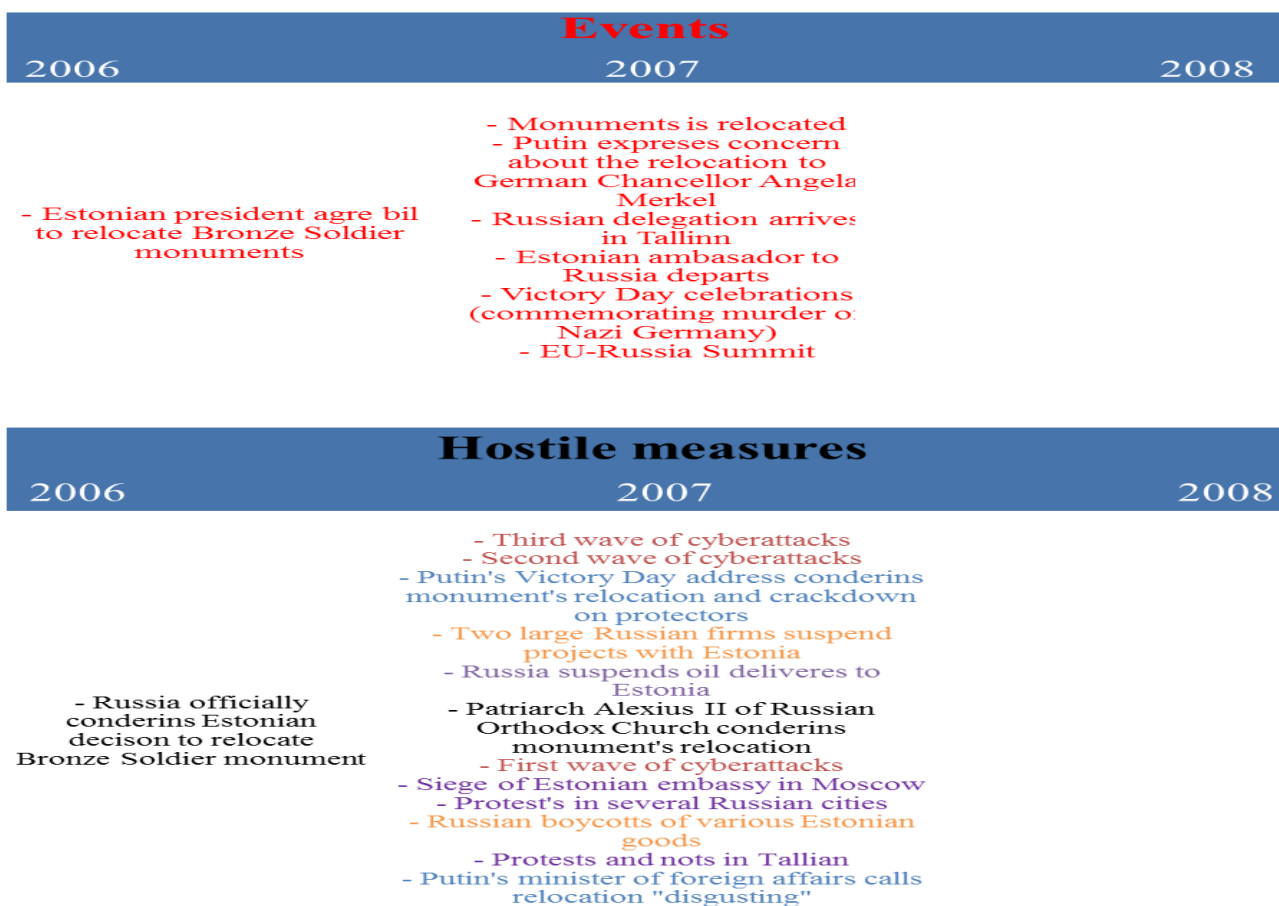 Events
2006 2007 2008
- Estonian president agre bil
to relocate Bronze Soldier
monuments
- Monuments is relocated
- Putin expreses concern
about the relocation to
German Chancellor Angela
Merkel
- Russian delegation arrives
in Tallinn
- Estonian ambasador to
Russia departs
- Victory Day celebrations
(commemorating murder of
Nazi Germany)
- EU-Russia Summit
Hostile measures
2006 2007 2008
- Russia officially
conderins Estonian
decison to relocate
Bronze Soldier monument
- Third wave of cyberattacks
- Second wave of cyberattacks
- Putin's Victory Day address conderins
monument's relocation and crackdown
on protectors
- Two large Russian firms suspend
projects with Estonia
- Russia suspends oil deliveres to
Estonia
- Patriarch Alexius II of Russian
Orthodox Church conderins
monument's relocation
- First wave of cyberattacks
- Siege of Estonian embassy in Moscow
- Protest's in several Russian cities
- Russian boycotts of various Estonian
goods
- Protests and nots in Tallian
- Putin's minister of foreign affairs calls
relocation "disgusting"